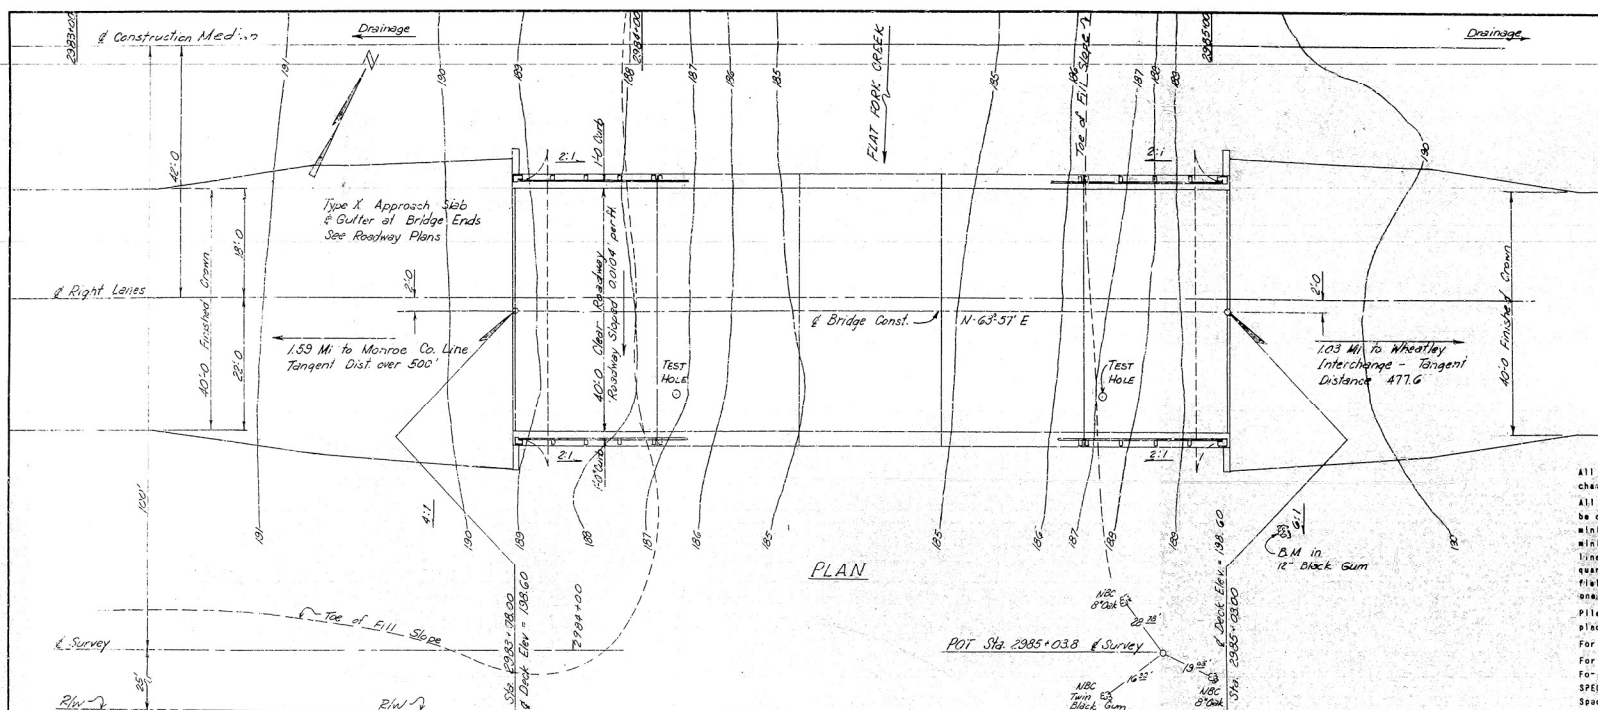 2983+00
℄ Construction Median
Drainage
2984+00
2985+00
Drainage
N
191
190
189
188
187
186
185
FLAT FORK CREEK
185
186
Toe of Fill Slope
187
188
189
190
42'-0
2:1
1'-0 Curb
2:1
Type X Approach Slab
& Gutter at Bridge Ends
See Roadway Plans
40'-0 Finished Crown
18'-0
40'-0 Clear Roadway
Roadway Sloped 0.0104' per ft.
40'-0 Finished Crown
℄ Right Lanes
2'-0
2'-0
℄ Bridge Const.
N-63°-57' E
1.59 Mi to Monroe Co. Line
Tangent Dist. over 500'
22'-0
TEST
HOLE
TEST
HOLE
1.03 Mi to Wheatley
Interchange - Tangent
Distance 477.6
2:1
1'-0 Curb
2:1
100'
4:1
6:1
191
190
189
188
187
186
185
185
186
187
188
189
190
B.M in
12" Black Gum
PLAN
Toe of Fill Slope
℄ Survey
25'
R/W
R/W
Sta. 2983+78.00
℄ Deck Elev = 198.60
2984+00
NBC
8" Oak
POT Sta. 2985+03.8 ℄ Survey
NBC
Twin
Black Gum
NBC
8" Oak
℄ Deck Elev. = 198.60
Sta. 2985+03.00
All
All
be
For
For